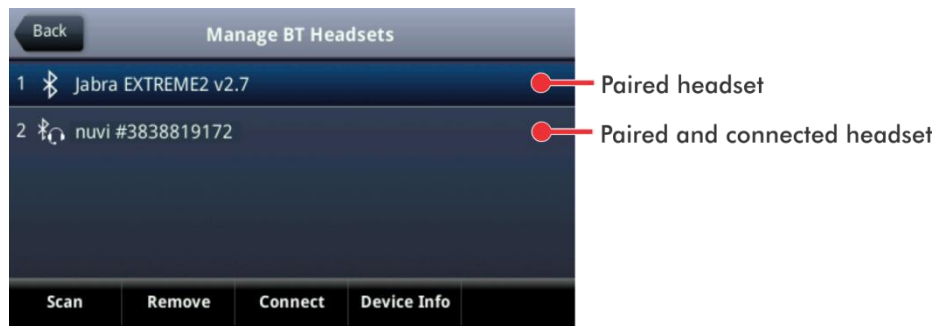 Back
Manage BT Headsets
1 Jabra EXTREME2 v2.7
Paired headset
2 nuvi #3838819172
Paired and connected headset
Scan Remove Connect Device Info